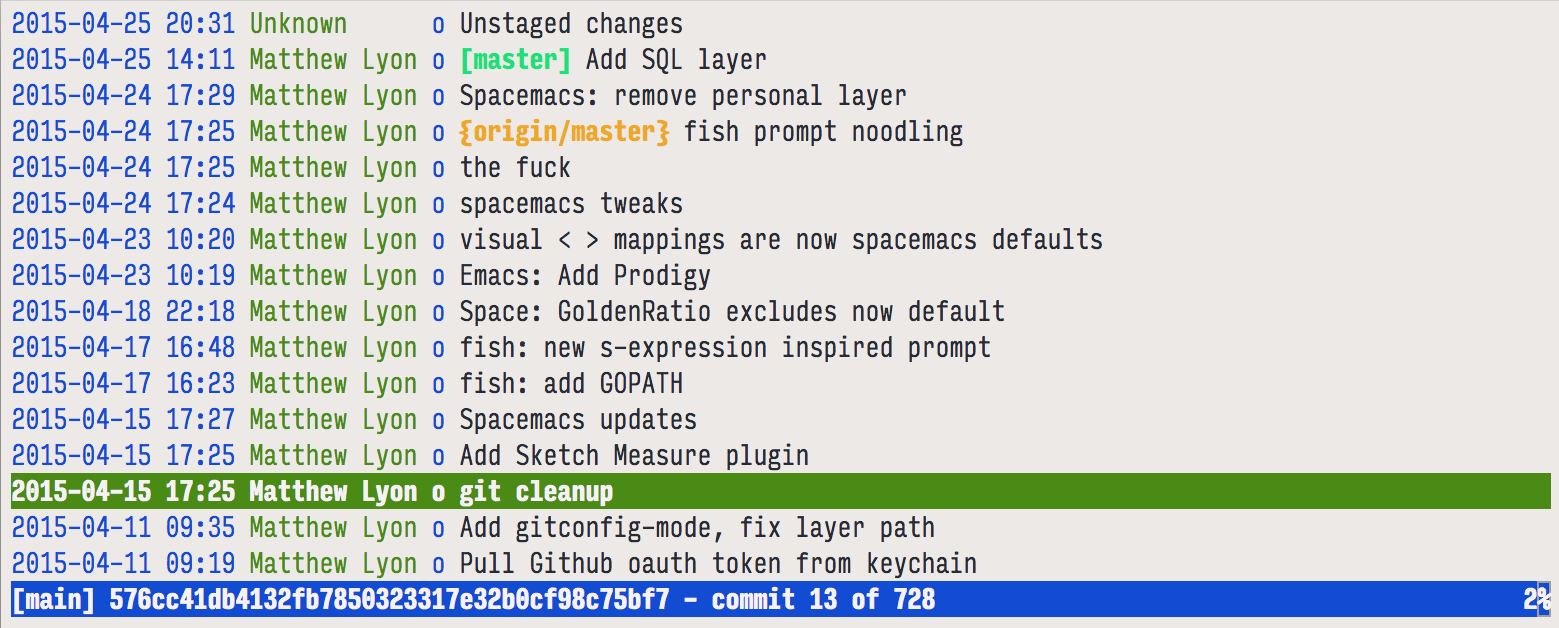 2015-04-25 20:31 Unknown o Unstaged changes
2015-04-25 14:11 Matthew Lyon o [master] Add SQL layer
2015-04-24 17:29 Matthew Lyon o Spacemacs: remove personal layer
2015-04-24 17:25 Matthew Lyon o {origin/master} fish prompt noodling
2015-04-24 17:25 Matthew Lyon o the fuck
2015-04-24 17:24 Matthew Lyon o spacemacs tweaks
2015-04-23 10:20 Matthew Lyon o visual < > mappings are now spacemacs defaults
2015-04-23 10:19 Matthew Lyon o Emacs: Add Prodigy
2015-04-18 22:18 Matthew Lyon o Space: GoldenRatio excludes now default
2015-04-17 16:48 Matthew Lyon o fish: new s-expression inspired prompt
2015-04-17 16:23 Matthew Lyon o fish: add GOPATH
2015-04-15 17:27 Matthew Lyon o Spacemacs updates
2015-04-15 17:25 Matthew Lyon o Add Sketch Measure plugin
2015-04-15 17:25 Matthew Lyon o git cleanup
2015-04-11 09:35 Matthew Lyon o Add gitconfig-mode, fix layer path
2015-04-11 09:19 Matthew Lyon o Pull Github oauth token from keychain
[main] 576cc41db4132fb7850323317e32b0cf98c75bf7 - commit 13 of 728 2%